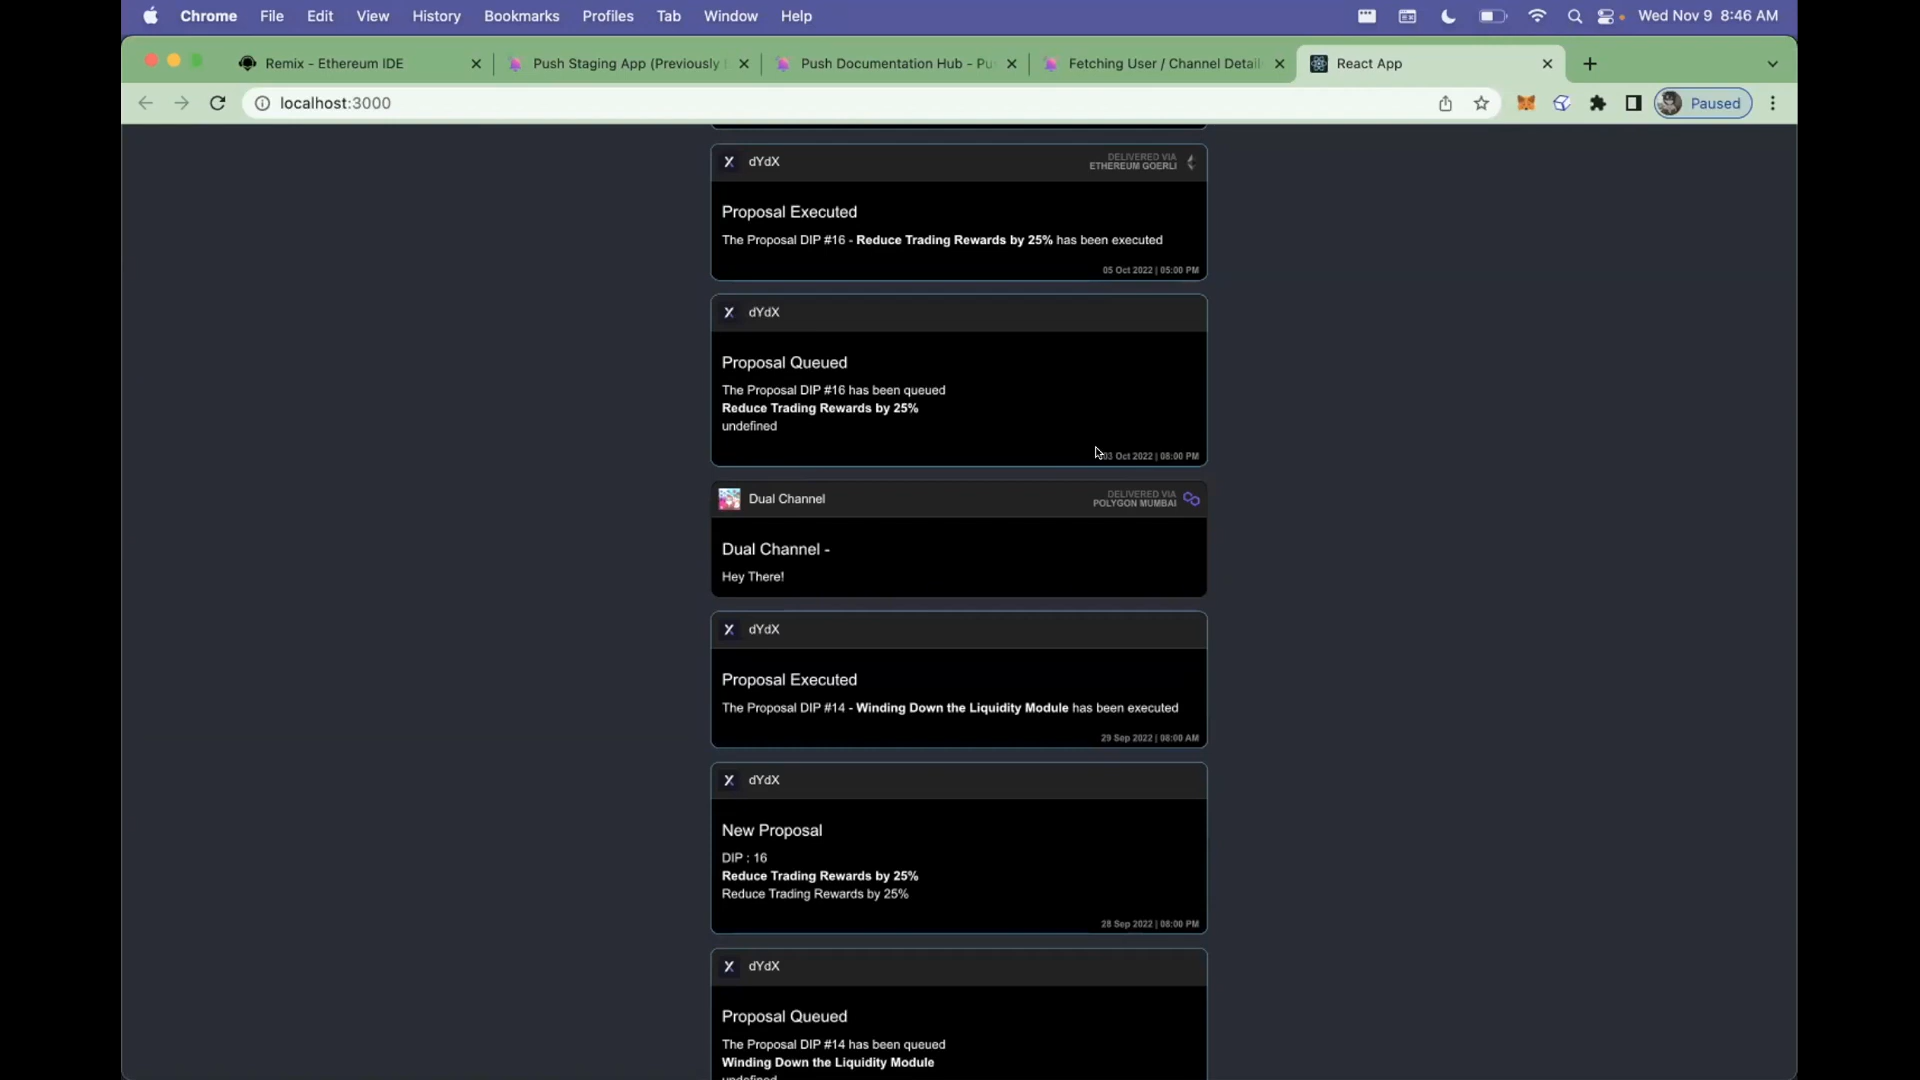 Chrome File Edit View History Bookmarks Profiles Tab Window Help Wed Nov 9 8:46 AM
Remix - Ethereum IDE Push Staging App (Previously Push Documentation Hub - Pu Fetching User / Channel Detail React App
localhost:3000 Paused
dYdX
DELIVERED VIA
ETHEREUM GOERLI
Proposal Executed
The Proposal DIP #16 - Reduce Trading Rewards by 25% has been executed
05 Oct 2022 | 05:00 PM
dYdX
Proposal Queued
The Proposal DIP #16 has been queued
Reduce Trading Rewards by 25%
undefined
03 Oct 2022 | 08:00 PM
Dual Channel
DELIVERED VIA
POLYGON MUMBAI
Dual Channel -
Hey There!
dYdX
Proposal Executed
The Proposal DIP #14 - Winding Down the Liquidity Module has been executed
29 Sep 2022 | 08:00 AM
dYdX
New Proposal
DIP : 16
Reduce Trading Rewards by 25%
Reduce Trading Rewards by 25%
28 Sep 2022 | 08:00 PM
dYdX
Proposal Queued
The Proposal DIP #14 has been queued
Winding Down the Liquidity Module
undefined